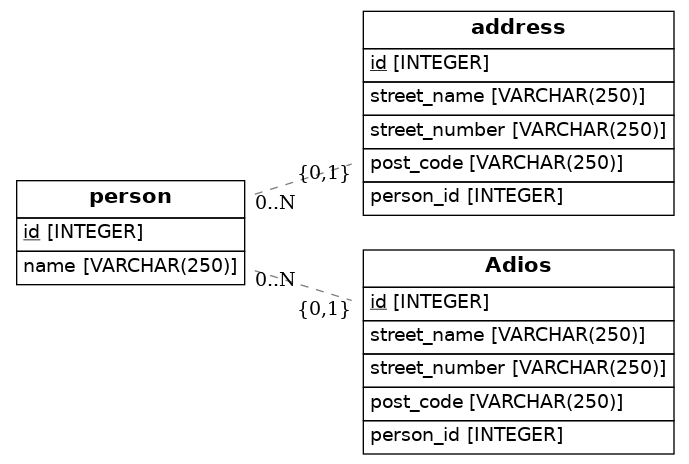 address
id [INTEGER]
street_name [VARCHAR(250)]
street_number [VARCHAR(250)]
post_code [VARCHAR(250)]
person_id [INTEGER]
{0,1}
0..N
person
id [INTEGER]
name [VARCHAR(250)]
0..N
{0,1}
Adios
id [INTEGER]
street_name [VARCHAR(250)]
street_number [VARCHAR(250)]
post_code [VARCHAR(250)]
person_id [INTEGER]